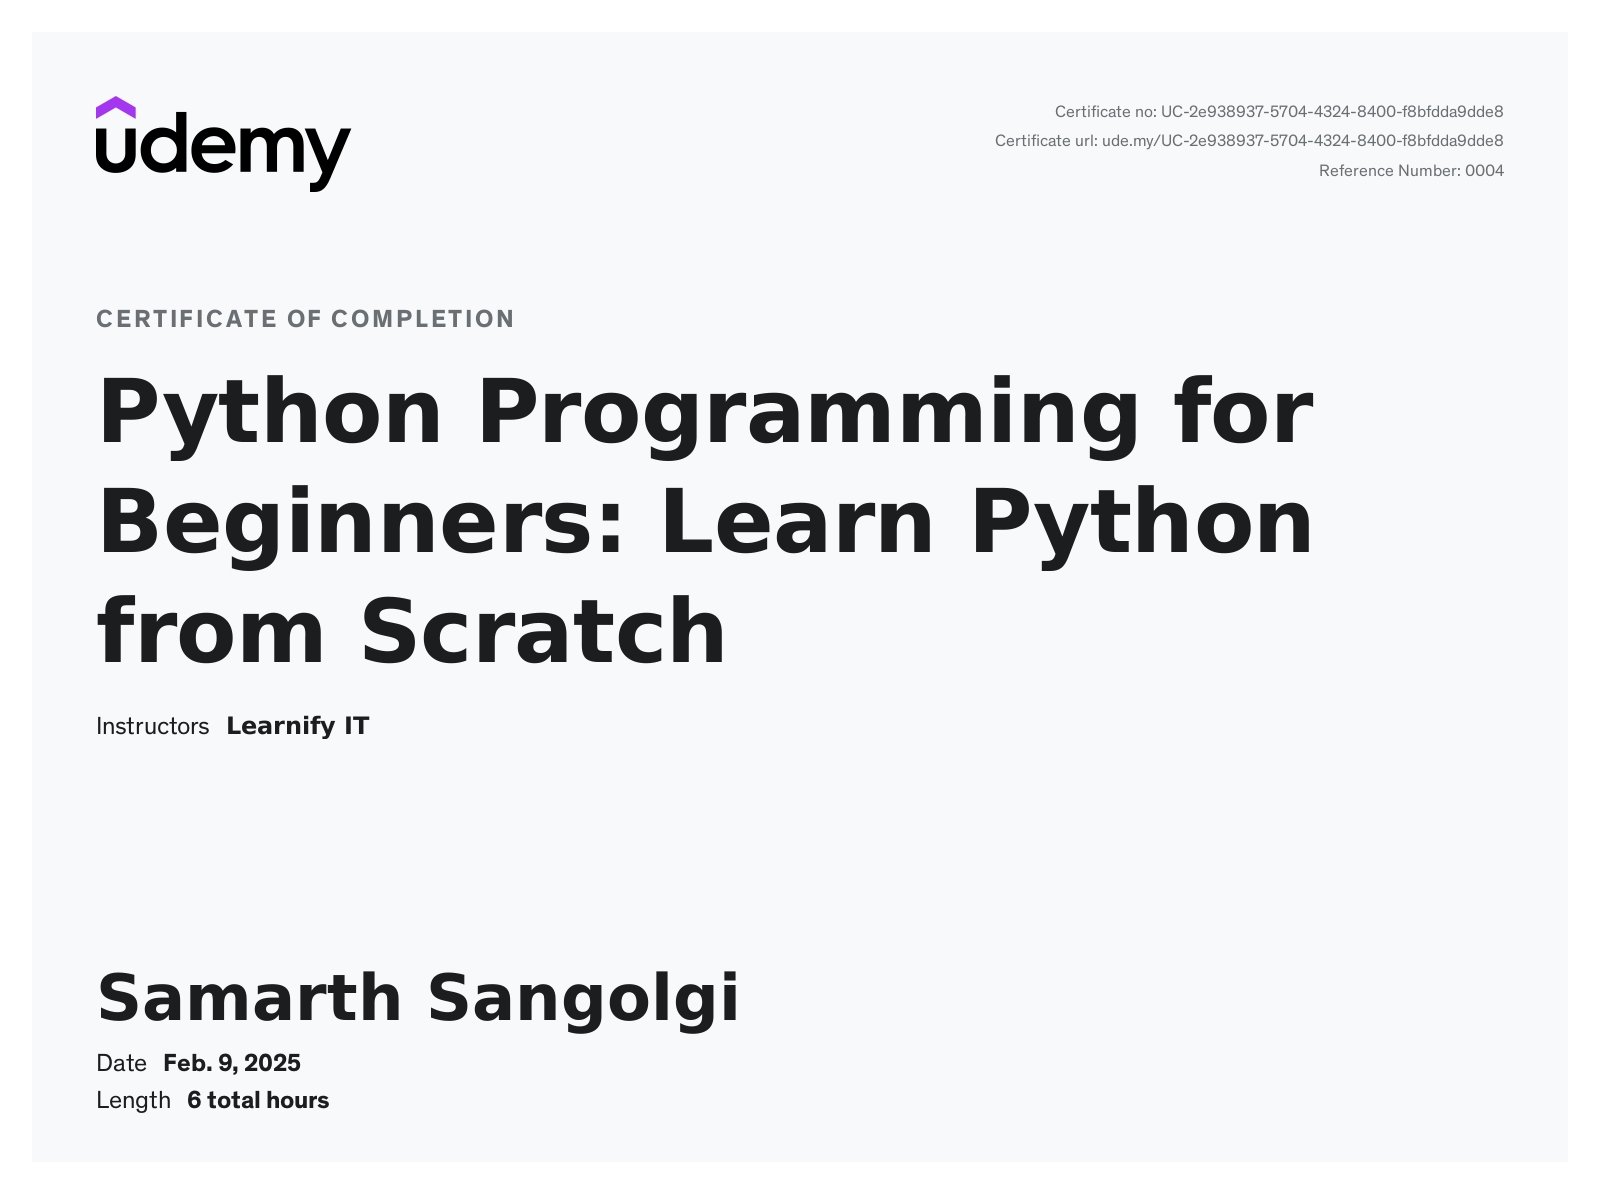 udemy
Certificate no: UC-2e938937-5704-4324-8400-f8bfdda9dde8
Certificate url: ude.my/UC-2e938937-5704-4324-8400-f8bfdda9dde8
Reference Number: 0004
CERTIFICATE OF COMPLETION
Python Programming for
Beginners: Learn Python
from Scratch
Instructors Learnify IT
Samarth Sangolgi
Date Feb. 9, 2025
Length 6 total hours